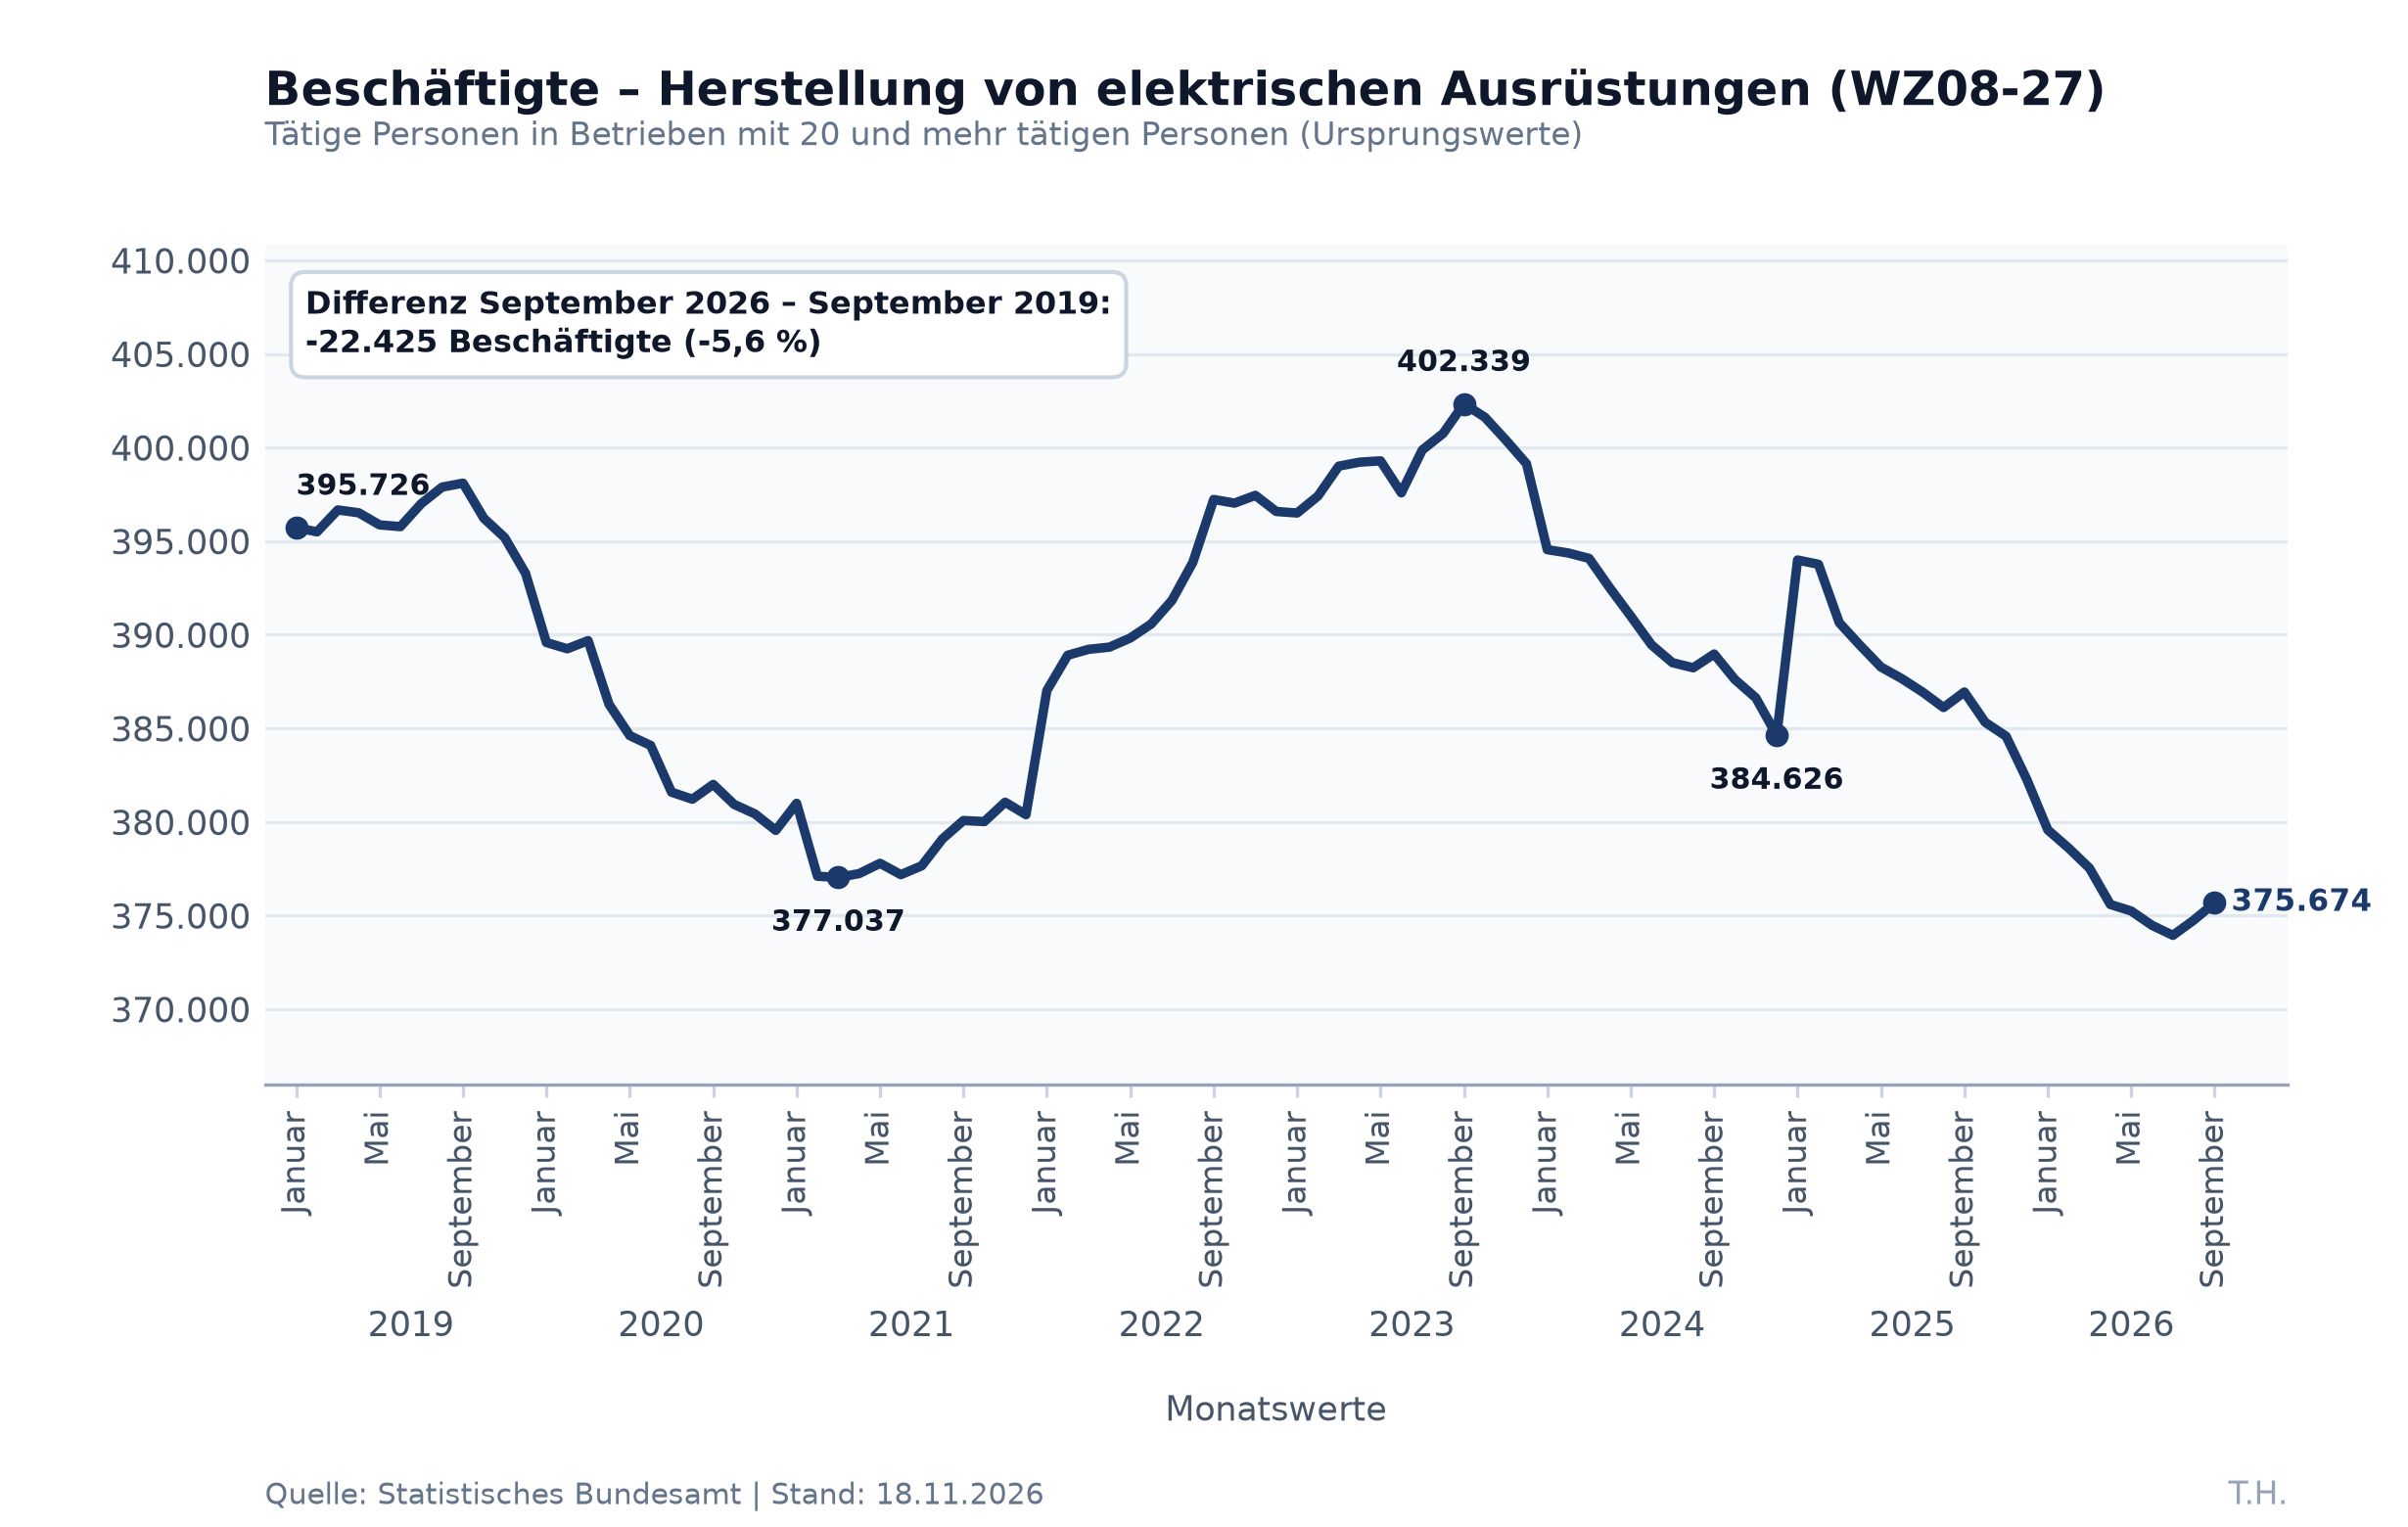 Beschäftigte – Herstellung von elektrischen Ausrüstungen (WZ08-27)
Tätige Personen in Betrieben mit 20 und mehr tätigen Personen (Ursprungswerte)
410.000
405.000
400.000
395.000
390.000
385.000
380.000
375.000
370.000
Differenz September 2026 – September 2019:
-22.425 Beschäftigte (-5,6 %)
395.726
377.037
402.339
384.626
375.674
Januar
Mai
September
Januar
Mai
September
Januar
Mai
September
Januar
Mai
September
Januar
Mai
September
Januar
Mai
September
Januar
Mai
September
Januar
Mai
September
2019
2020
2021
2022
2023
2024
2025
2026
Monatswerte
Quelle: Statistisches Bundesamt | Stand: 18.11.2026
T.H.